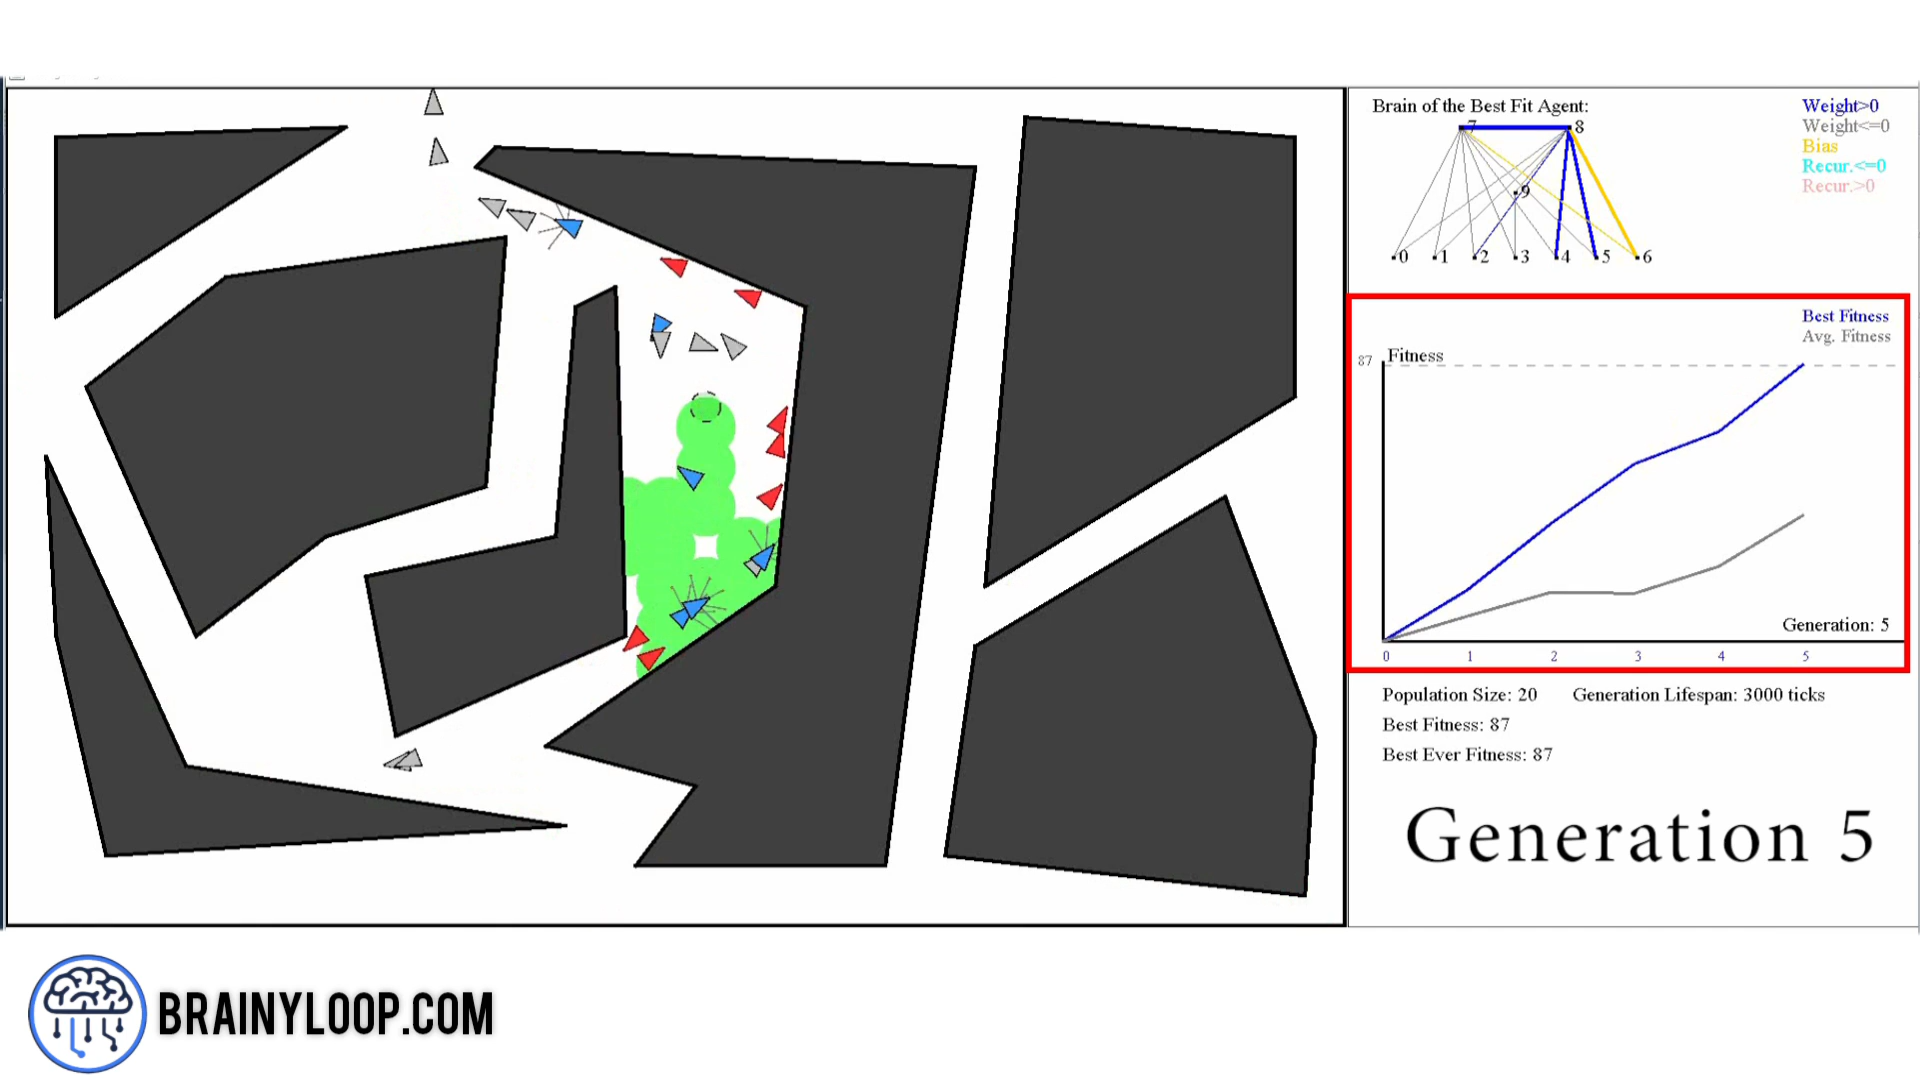 Brain of the Best Fit Agent:
Weight>0
Weight<=0
Bias
Recur.<=0
Recur.>0
7
8
9
0
1
2
3
4
5
6
Best Fitness
Avg. Fitness
87
Fitness
Generation: 5
0
1
2
3
4
5
Population Size: 20
Generation Lifespan: 3000 ticks
Best Fitness: 87
Best Ever Fitness: 87
Generation 5
BRAINYLOOP.COM